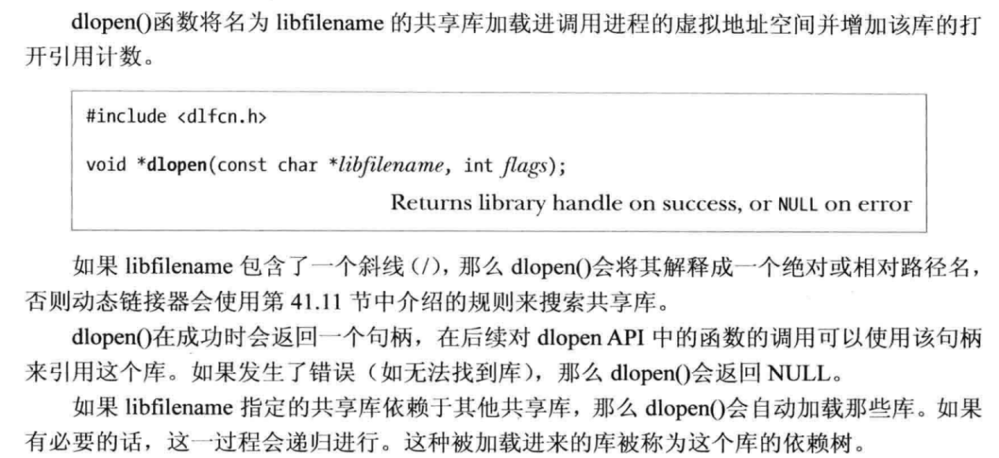 dlopen()函数将名为 libfilename 的共享库加载进调用进程的虚拟地址空间并增加该库的打
开引用计数。
#include <dlfcn.h>
void *dlopen(const char *libfilename, int flags);
Returns library handle on success, or NULL on error
如果 libfilename 包含了一个斜线（/），那么 dlopen()会将其解释成一个绝对或相对路径名，
否则动态链接器会使用第 41.11 节中介绍的规则来搜索共享库。
dlopen()在成功时会返回一个句柄，在后续对 dlopen API 中的函数的调用可以使用该句柄
来引用这个库。如果发生了错误（如无法找到库），那么 dlopen()会返回 NULL。
如果 libfilename 指定的共享库依赖于其他共享库，那么 dlopen()会自动加载那些库。如果
有必要的话，这一过程会递归进行。这种被加载进来的库被称为这个库的依赖树。